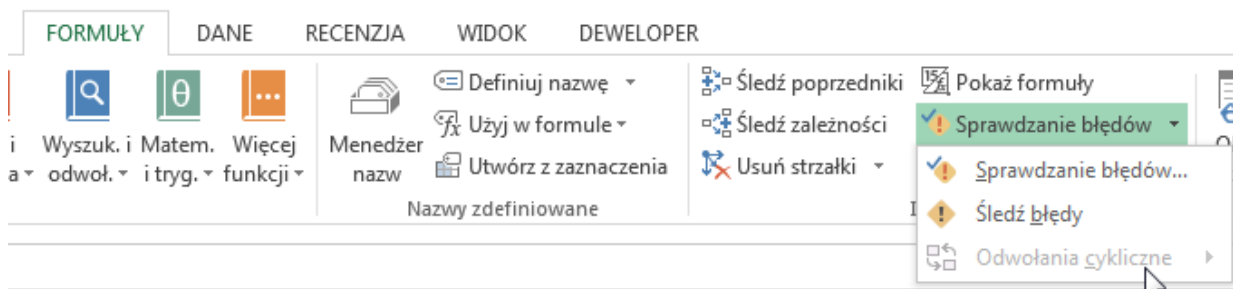 FORMUŁY DANE RECENZJA WIDOK DEWELOPER
Definiuj nazwę Śledź poprzedniki Pokaż formuły
Użyj w formule Śledź zależności Sprawdzanie błędów
i Wyszuk. i Matem. Więcej Menedżer
a odwoł. i tryg. funkcji nazw Utwórz z zaznaczenia Usuń strzałki Sprawdzanie błędów...
Nazwy zdefiniowane Śledź błędy
Odwołania cykliczne